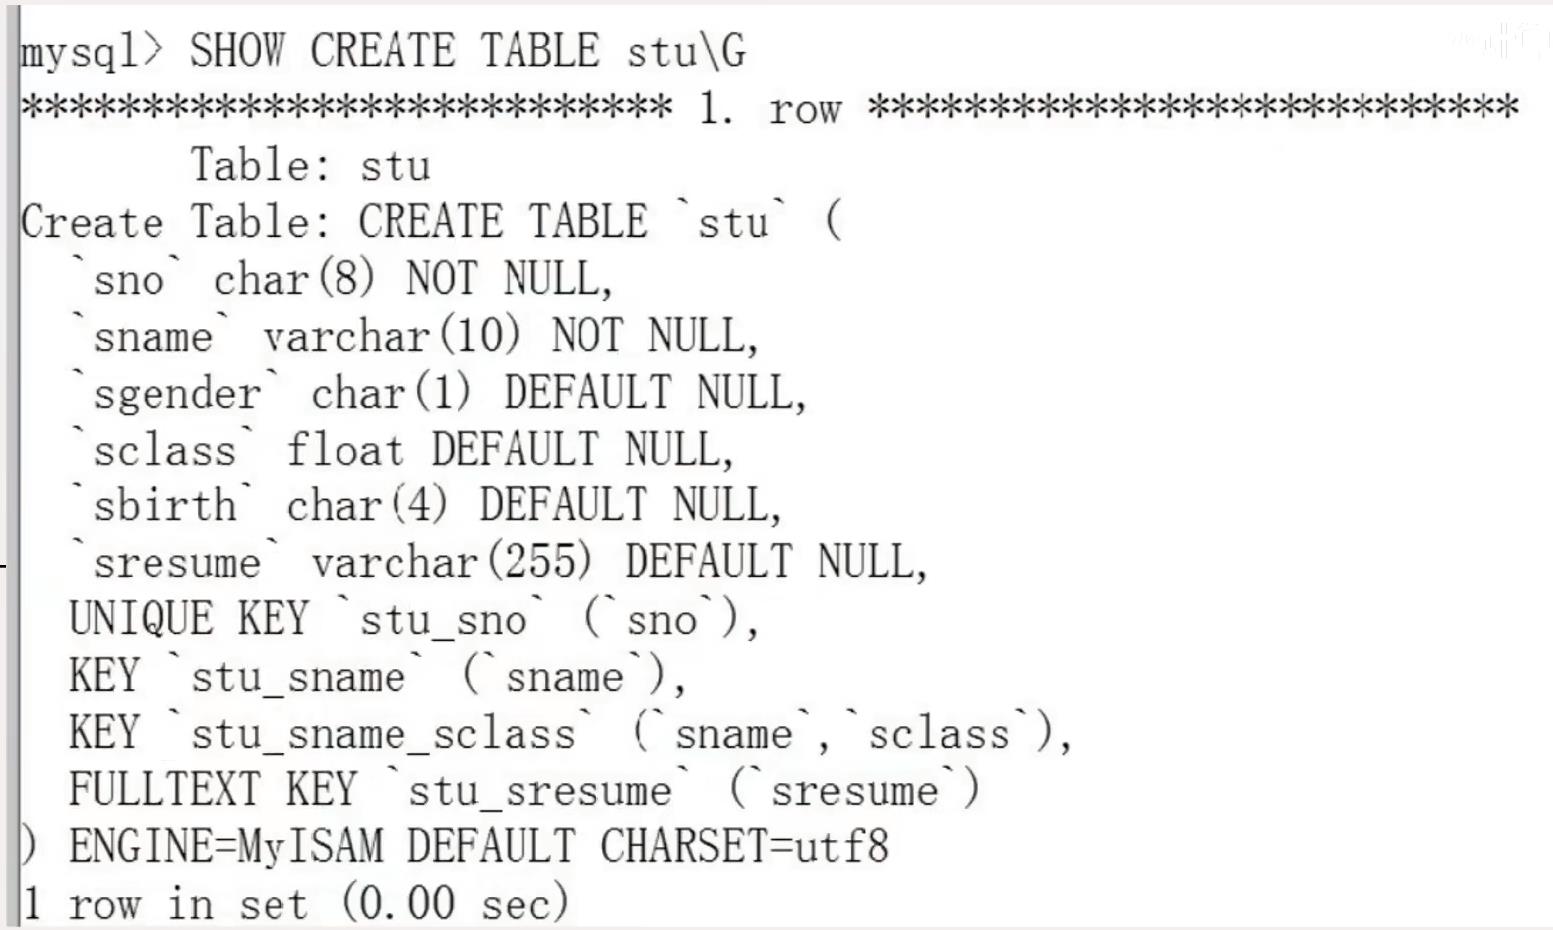 mysql> SHOW CREATE TABLE stu\G
*************************** 1. row ***************************
       Table: stu
Create Table: CREATE TABLE `stu` (
  `sno` char(8) NOT NULL,
  `sname` varchar(10) NOT NULL,
  `sgender` char(1) DEFAULT NULL,
  `sclass` float DEFAULT NULL,
  `sbirth` char(4) DEFAULT NULL,
  `sresume` varchar(255) DEFAULT NULL,
  UNIQUE KEY `stu_sno` (`sno`),
  KEY `stu_sname` (`sname`),
  KEY `stu_sname_sclass` (`sname`,`sclass`),
  FULLTEXT KEY `stu_sresume` (`sresume`)
) ENGINE=MyISAM DEFAULT CHARSET=utf8
1 row in set (0.00 sec)